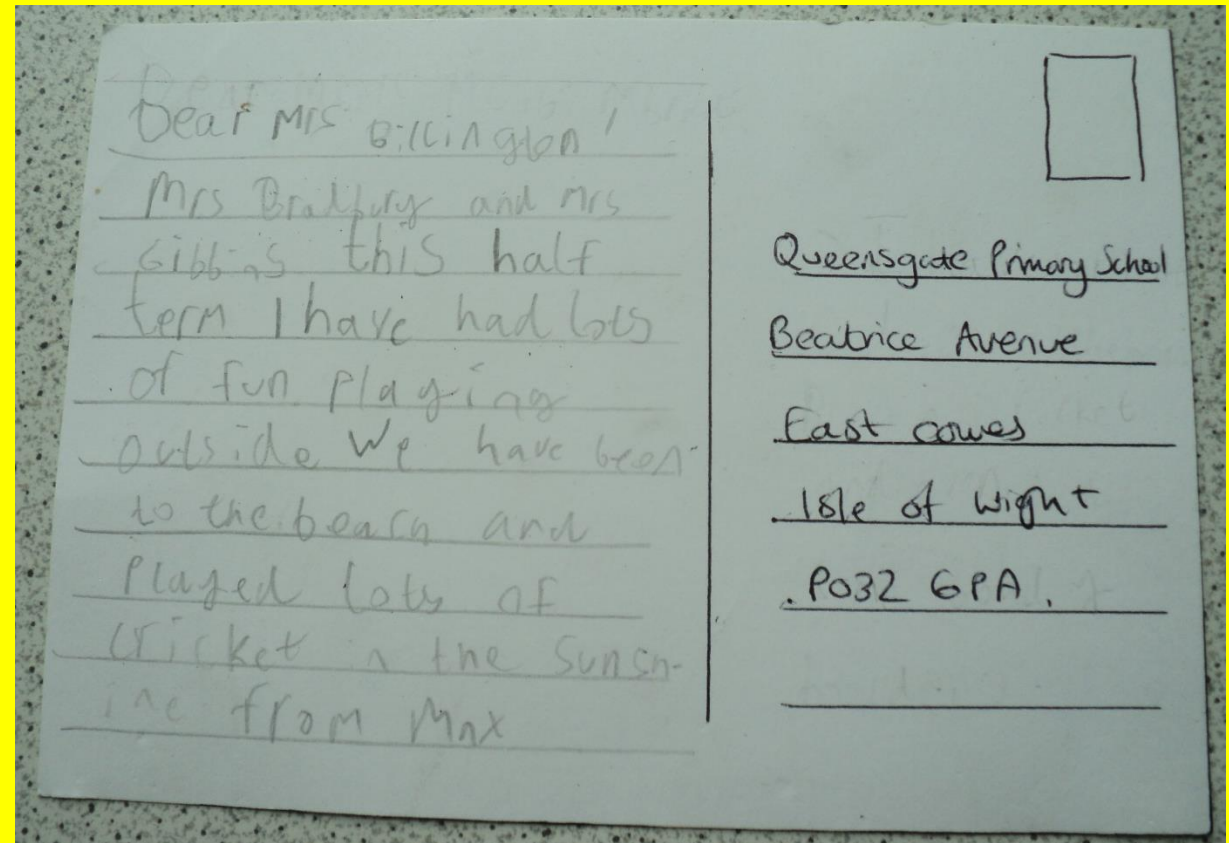 Dear Mrs Billington,
Mrs Bradbury and Mrs
Gibbins this half
term I have had lots
of fun playing
outside We have been
to the beach and
Played lots of
cricket in the Sunsh-
ine from Max
Queensgate Primary School
Beatrice Avenue
East cowes
Isle of wight
PO32 6PA.